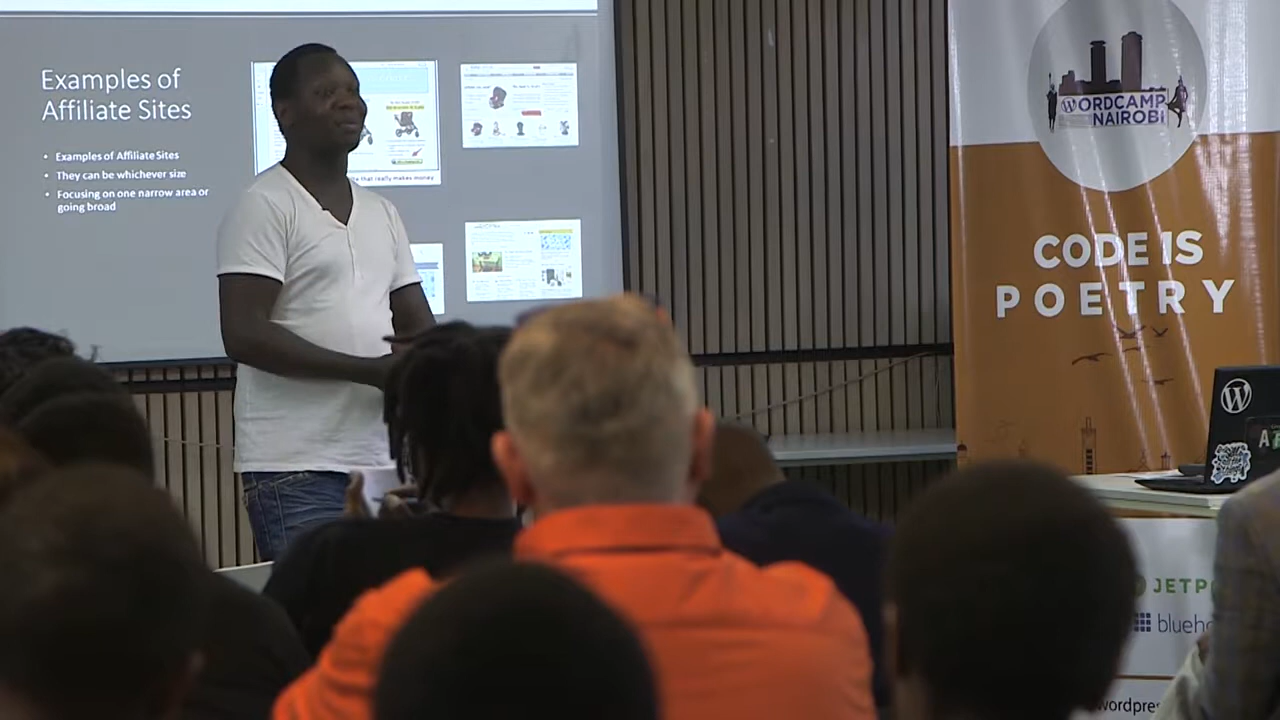 Examples of
Affiliate Sites
• Examples of Affiliate Sites
• They can be whichever size
• Focusing on one narrow area or
going broad
that really makes money
WORDCAMP
NAIROBI
CODE IS
POETRY
JETP
blueho
wordpres